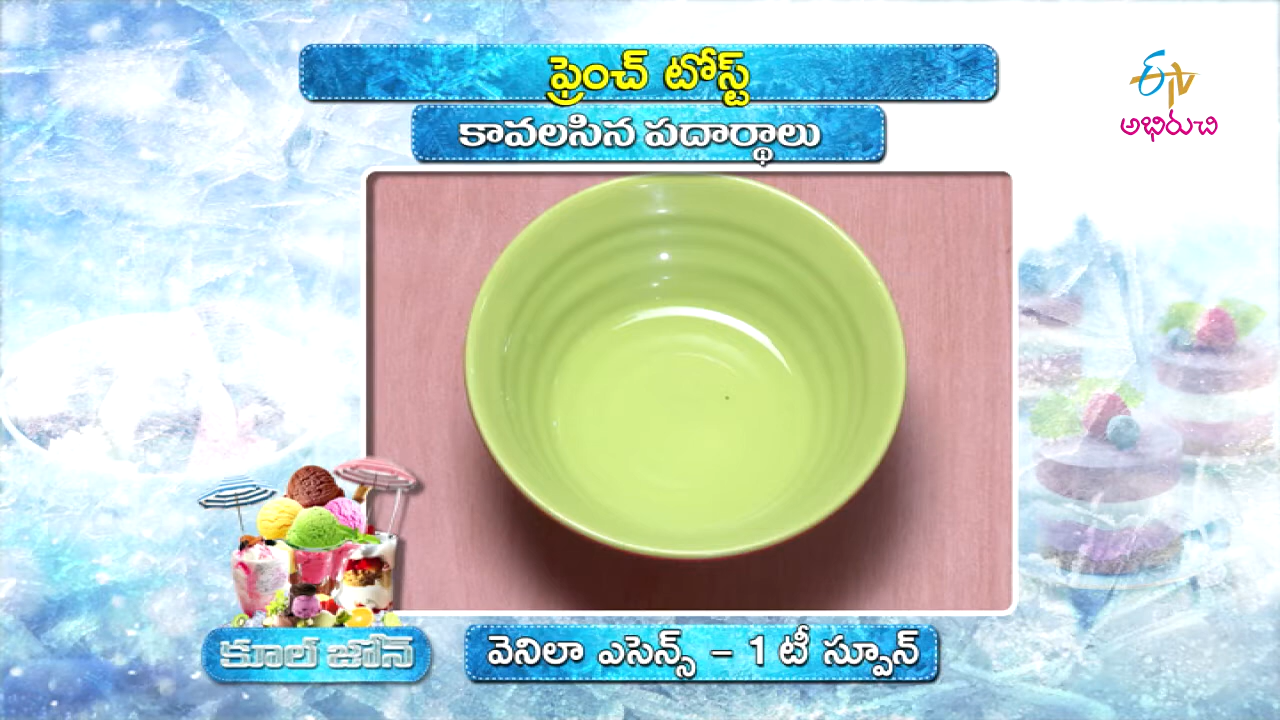 ఫ్రెంచ్ టోస్ట్
కావలసిన పదార్థాలు
ETV
అభిరుచి
కూల్ జోన్
వెనిలా ఎసెన్స్ – 1 టీ స్పూన్